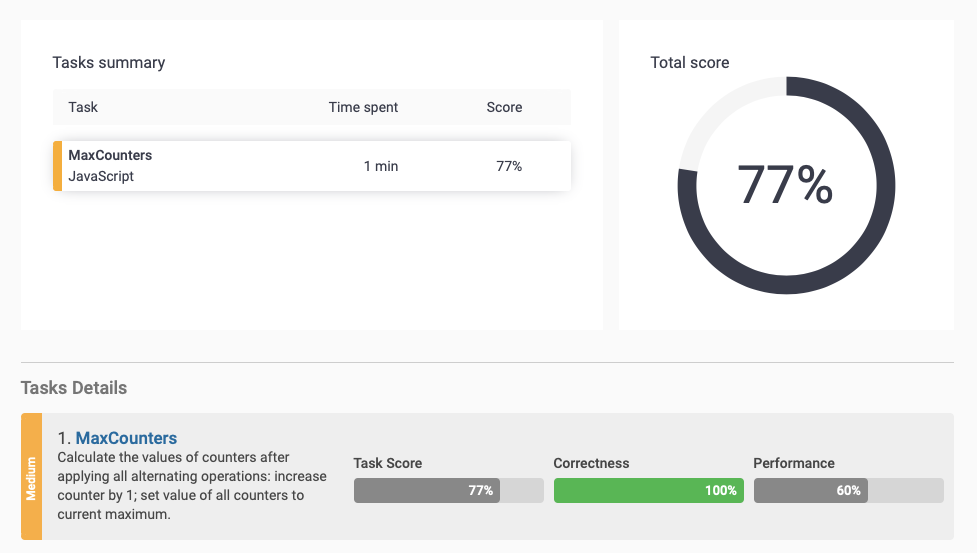 Tasks summary
Total score
Task Time spent Score
MaxCounters
JavaScript
1 min 77%
77%
Tasks Details
Medium
1. MaxCounters
Calculate the values of counters after
applying all alternating operations: increase
counter by 1; set value of all counters to
current maximum.
Task Score
77%
Correctness
100%
Performance
60%